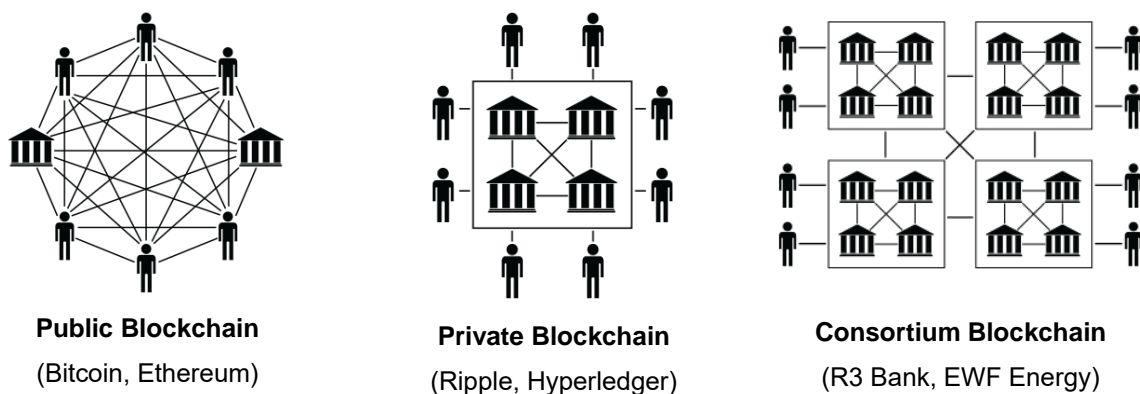 Public Blockchain
(Bitcoin, Ethereum)
Private Blockchain
(Ripple, Hyperledger)
Consortium Blockchain
(R3 Bank, EWF Energy)